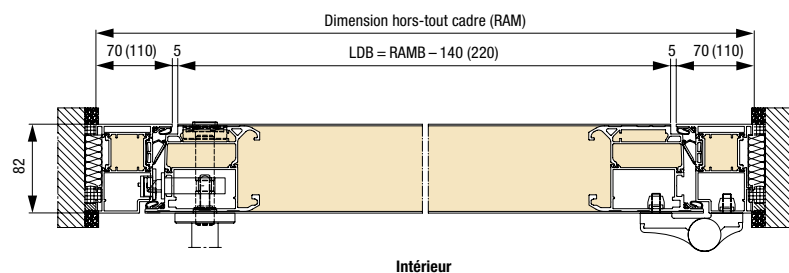 Dimension hors-tout cadre (RAM)
70 (110) 5 LDB = RAMB – 140 (220) 5 70 (110)
82
Intérieur